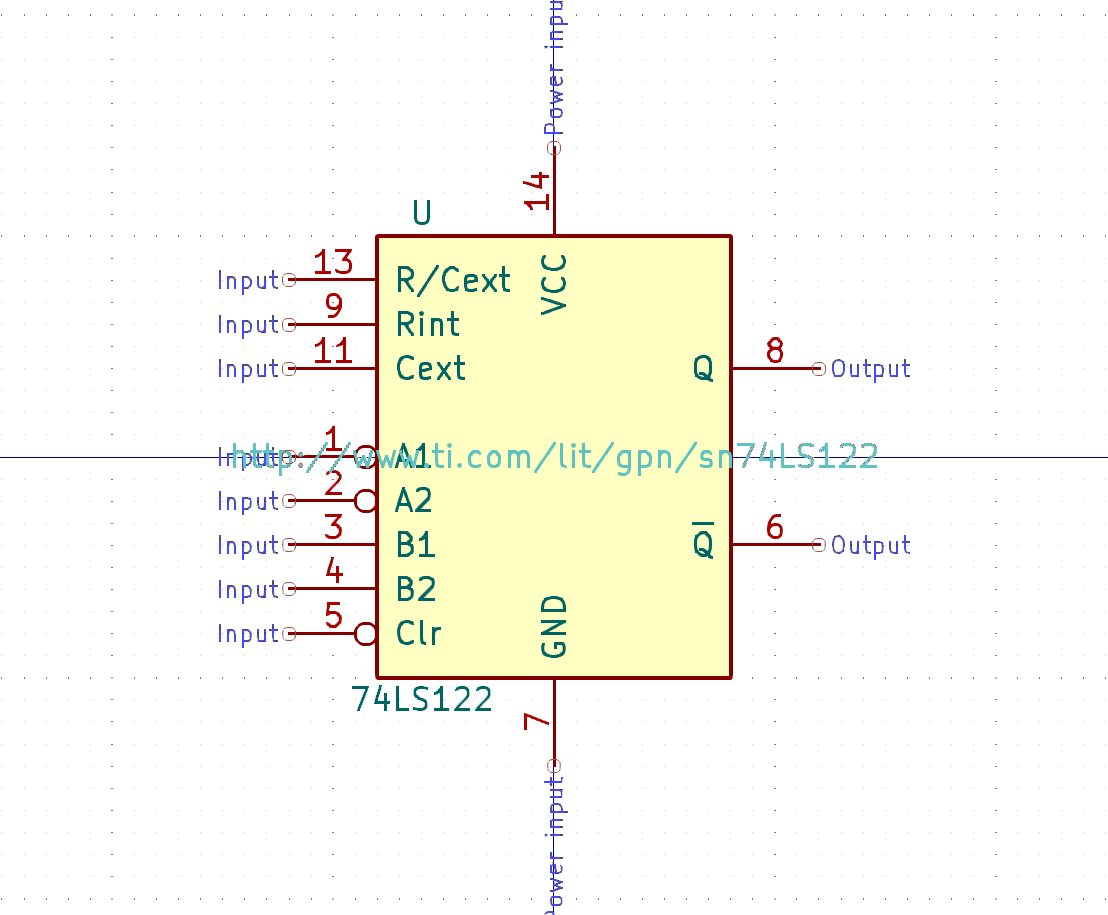 Power input
14
U
VCC
Input 13 R/Cext
Input 9 Rint
Input 11 Cext
Q 8 Output
Input 1 A1
http://www.ti.com/lit/gpn/sn74LS122
Input 2 A2
Input 3 B1
Q 6 Output
Input 4 B2
Input 5 Clr
GND
74LS122
7
Power input